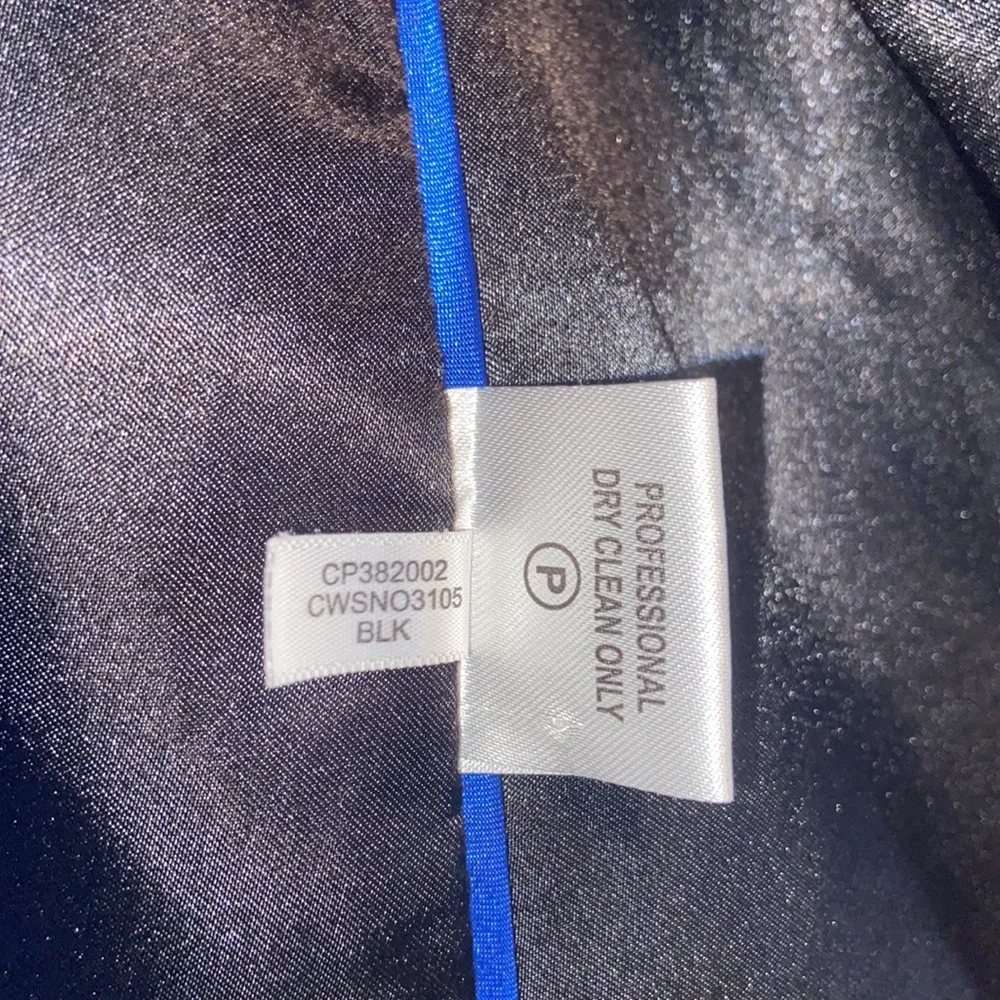 CP382002
CWSNO3105
BLK
PROFESSIONAL
DRY CLEAN ONLY
P